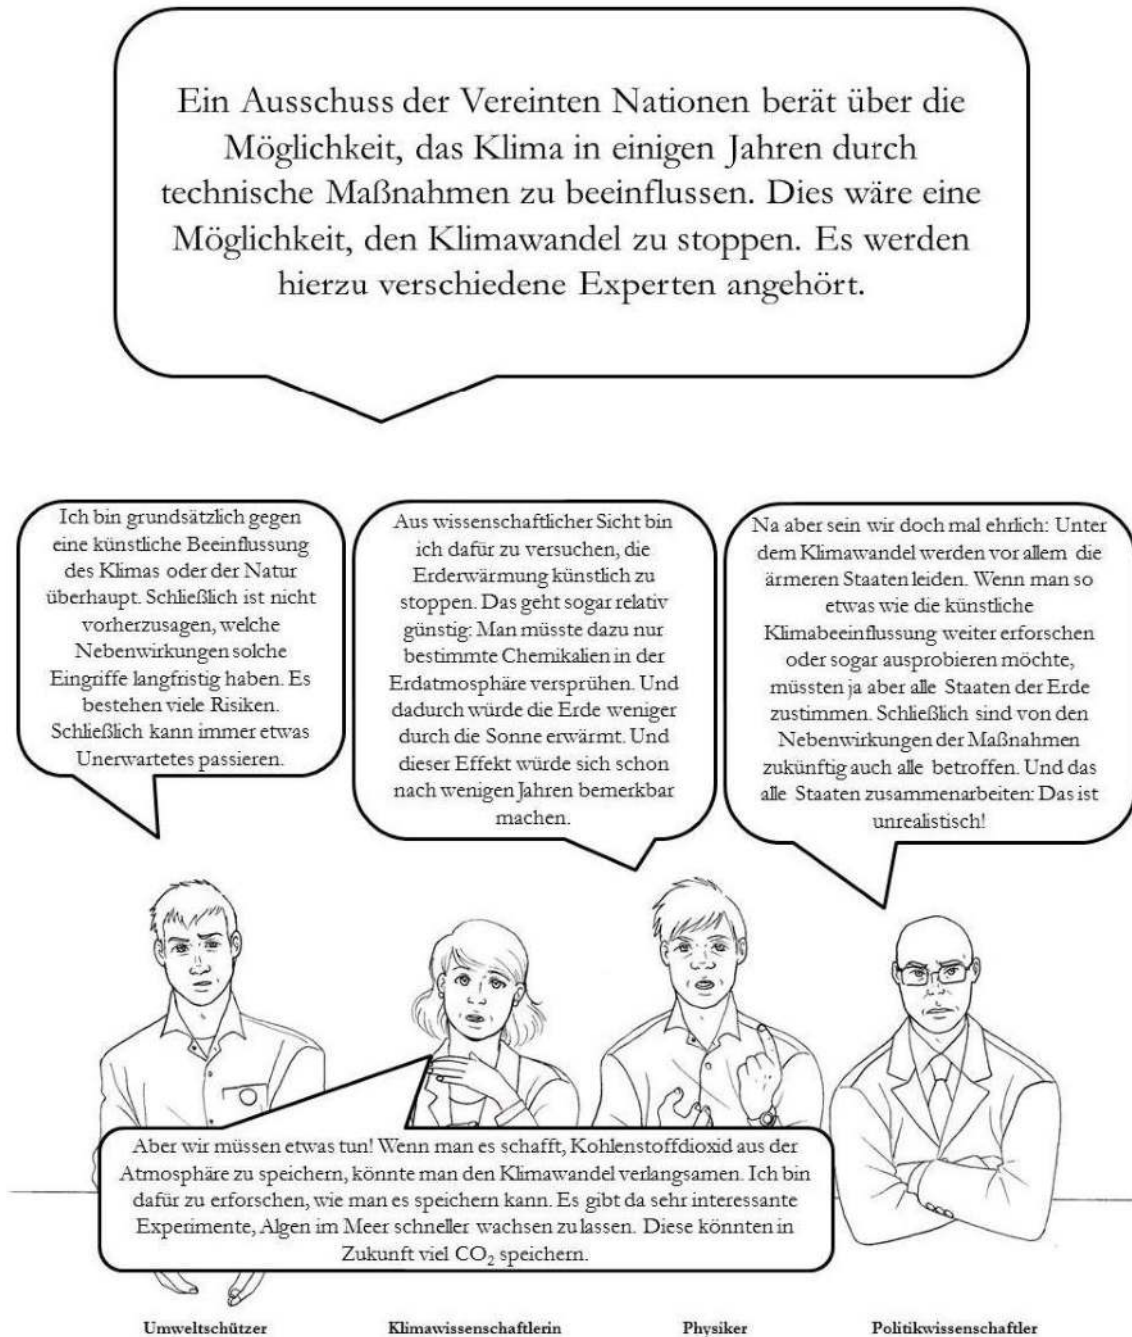 Ein Ausschuss der Vereinten Nationen berät über die
Möglichkeit, das Klima in einigen Jahren durch
technische Maßnahmen zu beeinflussen. Dies wäre eine
Möglichkeit, den Klimawandel zu stoppen. Es werden
hierzu verschiedene Experten angehört.
Ich bin grundsätzlich gegen
eine künstliche Beeinflussung
des Klimas oder der Natur
überhaupt. Schließlich ist nicht
vorherzusagen, welche
Nebenwirkungen solche
Eingriffe langfristig haben. Es
bestehen viele Risiken.
Schließlich kann immer etwas
Unerwartetes passieren.
Aus wissenschaftlicher Sicht bin
ich dafür zu versuchen, die
Erderwärmung künstlich zu
stoppen. Das geht sogar relativ
günstig: Man müsste dazu nur
bestimmte Chemikalien in der
Erdatmosphäre versprühen. Und
dadurch würde die Erde weniger
durch die Sonne erwärmt. Und
dieser Effekt würde sich schon
nach wenigen Jahren bemerkbar
machen.
Na aber sein wir doch mal ehrlich: Unter
dem Klimawandel werden vor allem die
ärmeren Staaten leiden. Wenn man so
etwas wie die künstliche
Klimabeeinflussung weiter erforschen
oder sogar ausprobieren möchte,
müssten ja aber alle Staaten der Erde
zustimmen. Schließlich sind von den
Nebenwirkungen der Maßnahmen
zukünftig auch alle betroffen. Und das
alle Staaten zusammenarbeiten: Das ist
unrealistisch!
Aber wir müssen etwas tun! Wenn man es schafft, Kohlenstoffdioxid aus der
Atmosphäre zu speichern, könnte man den Klimawandel verlangsamen. Ich bin
dafür zu erforschen, wie man es speichern kann. Es gibt da sehr interessante
Experimente, Algen im Meer schneller wachsen zu lassen. Diese könnten in
Zukunft viel CO₂ speichern.
Umweltschützer
Klimawissenschaftlerin
Physiker
Politikwissenschaftler